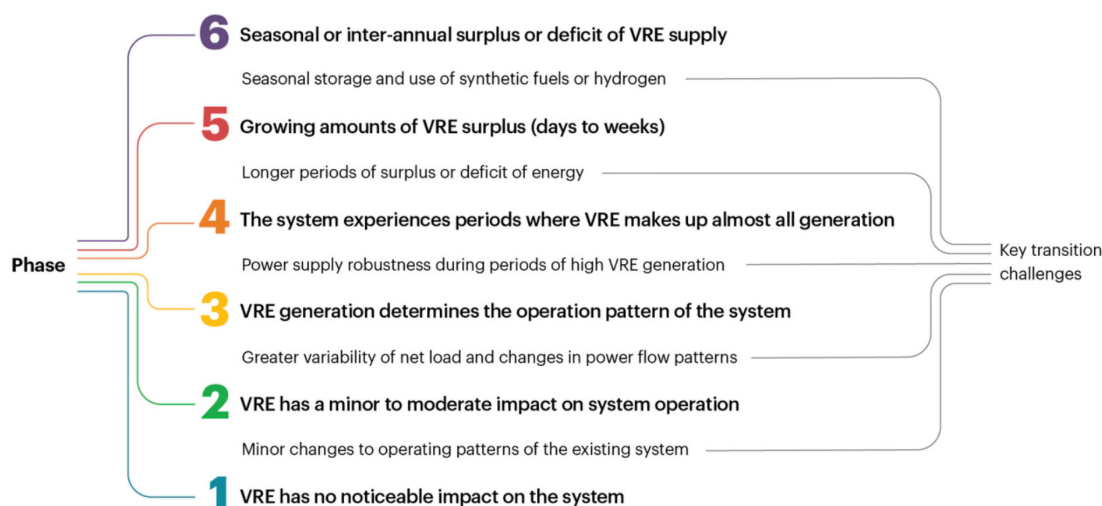 6 Seasonal or inter-annual surplus or deficit of VRE supply
Seasonal storage and use of synthetic fuels or hydrogen
5 Growing amounts of VRE surplus (days to weeks)
Longer periods of surplus or deficit of energy
4 The system experiences periods where VRE makes up almost all generation
Phase
Power supply robustness during periods of high VRE generation
Key transition
challenges
3 VRE generation determines the operation pattern of the system
Greater variability of net load and changes in power flow patterns
2 VRE has a minor to moderate impact on system operation
Minor changes to operating patterns of the existing system
1 VRE has no noticeable impact on the system